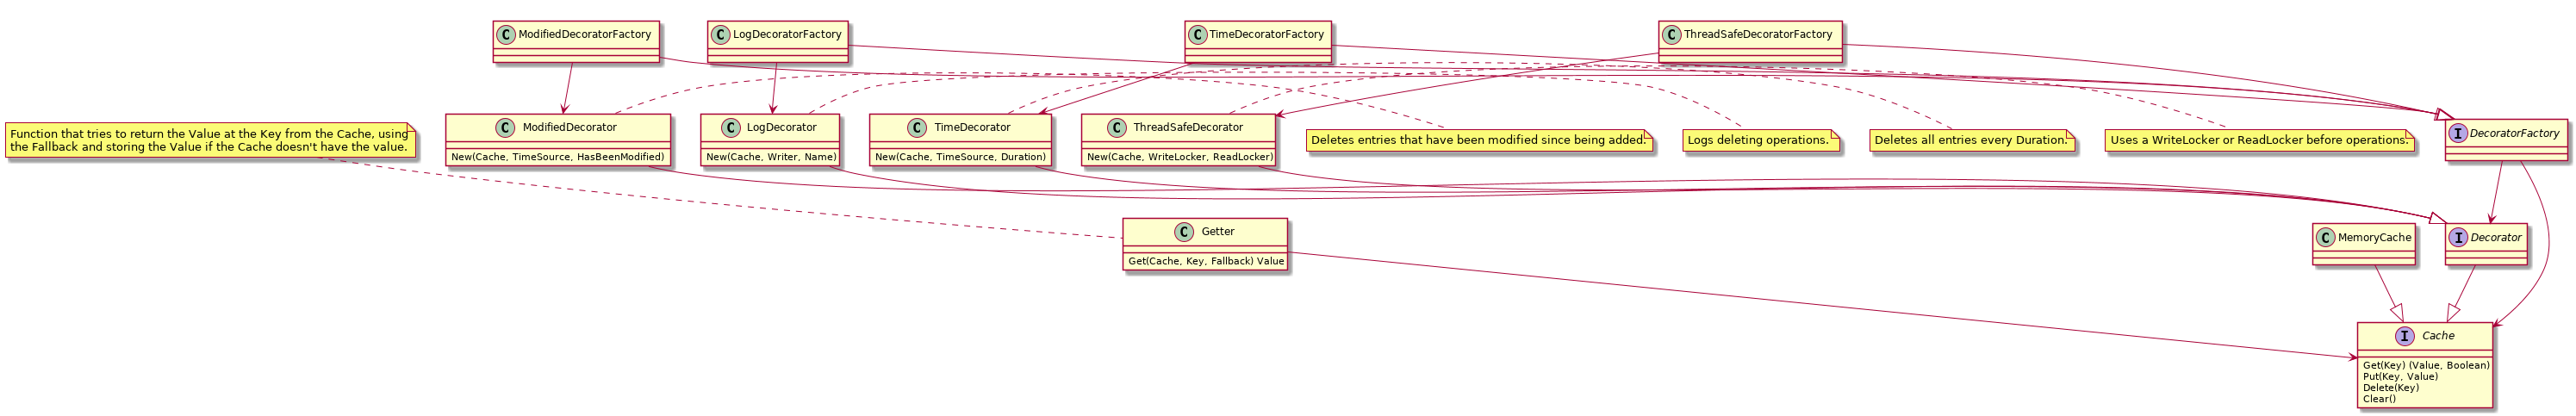 C ModifiedDecoratorFactory
C LogDecoratorFactory
C TimeDecoratorFactory
C ThreadSafeDecoratorFactory
Function that tries to return the Value at the Key from the Cache, using
the Fallback and storing the Value if the Cache doesn't have the value.
C ModifiedDecorator
New(Cache, TimeSource, HasBeenModified)
C LogDecorator
New(Cache, Writer, Name)
C TimeDecorator
New(Cache, TimeSource, Duration)
C ThreadSafeDecorator
New(Cache, WriteLocker, ReadLocker)
Deletes entries that have been modified since being added.
Logs deleting operations.
Deletes all entries every Duration.
Uses a WriteLocker or ReadLocker before operations.
I DecoratorFactory
C Getter
Get(Cache, Key, Fallback) Value
C MemoryCache
I Decorator
I Cache
Get(Key) (Value, Boolean)
Put(Key, Value)
Delete(Key)
Clear()